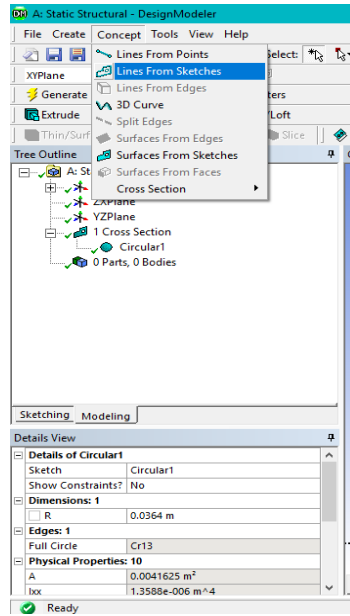 A: Static Structural - DesignModeler
File Create Concept Tools View Help
Lines From Points
Select:
XYPlane
Lines From Sketches
Lines From Edges
Generate
3D Curve
Extrude
/Loft
Split Edges
Thin/Surf
Surfaces From Edges
Slice
Tree Outline
Surfaces From Sketches
A: St
Surfaces From Faces
Cross Section
ZXPlane
YZPlane
1 Cross Section
Circular1
0 Parts, 0 Bodies
Sketching Modeling
Details View
Details of Circular1
Sketch Circular1
Show Constraints? No
Dimensions: 1
R 0.0364 m
Edges: 1
Full Circle Cr13
Physical Properties: 10
A 0.0041625 m²
Ixx 1.3588e-006 m^4
Ready